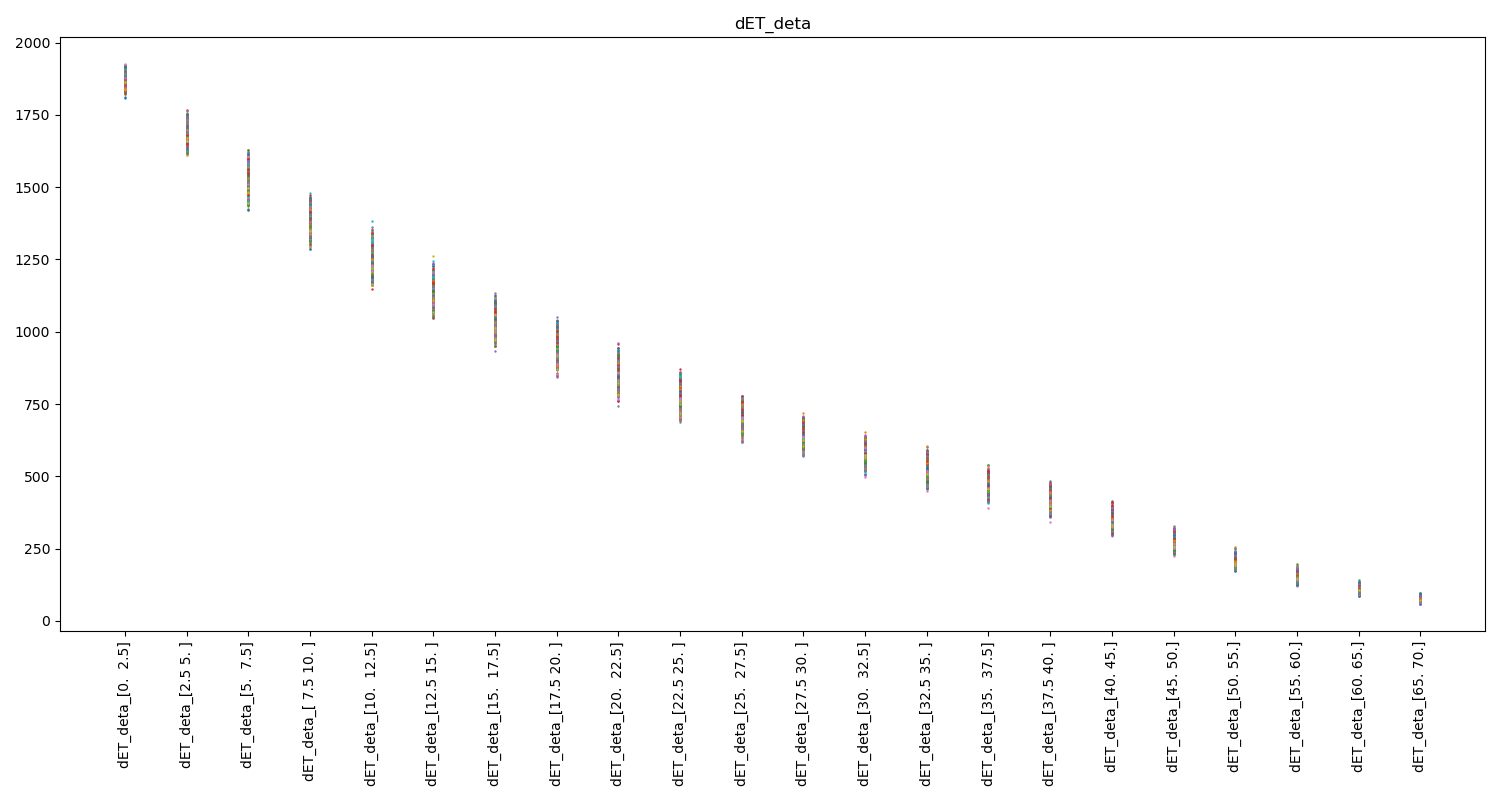 dET_deta
2000
1750
1500
1250
1000
750
500
250
0
dET_deta_[0.  2.5]
dET_deta_[2.5 5. ]
dET_deta_[5.  7.5]
dET_deta_[ 7.5 10. ]
dET_deta_[10.  12.5]
dET_deta_[12.5 15. ]
dET_deta_[15.  17.5]
dET_deta_[17.5 20. ]
dET_deta_[20.  22.5]
dET_deta_[22.5 25. ]
dET_deta_[25.  27.5]
dET_deta_[27.5 30. ]
dET_deta_[30.  32.5]
dET_deta_[32.5 35. ]
dET_deta_[35.  37.5]
dET_deta_[37.5 40. ]
dET_deta_[40. 45.]
dET_deta_[45. 50.]
dET_deta_[50. 55.]
dET_deta_[55. 60.]
dET_deta_[60. 65.]
dET_deta_[65. 70.]